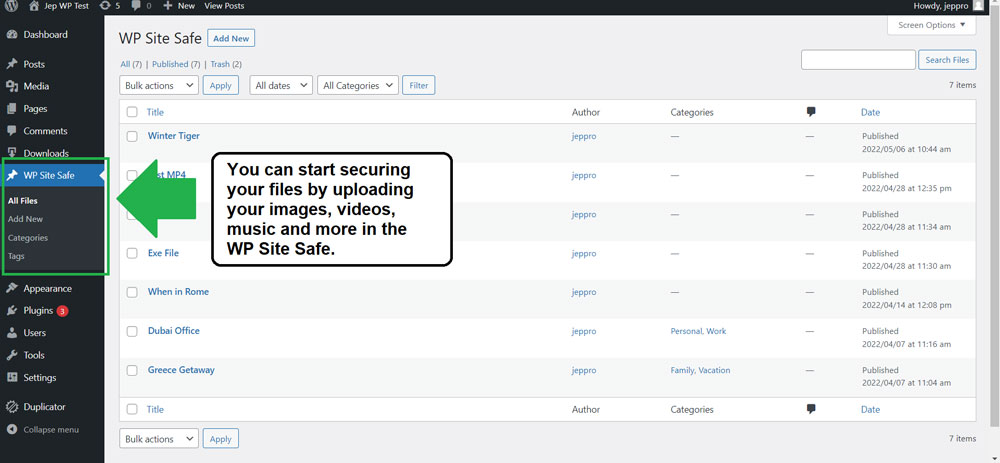 Jep WP Test 5 0 New View Posts Howdy, jeppro
Screen Options
Dashboard
Posts
Media
Pages
Comments
Downloads
WP Site Safe
All Files
Add New
Categories
Tags
Appearance
Plugins 3
Users
Tools
Settings
Duplicator
Collapse menu
WP Site Safe Add New
All (7) | Published (7) | Trash (2)
Search Files
Bulk actions Apply All dates All Categories Filter 7 items
Title Author Categories Date
Winter Tiger jeppro — — Published
2022/05/06 at 10:44 am
MP4 jeppro — — Published
2022/04/28 at 12:35 pm
jeppro — — Published
2022/04/28 at 11:34 am
You can start securing
your files by uploading
your images, videos,
music and more in the
WP Site Safe.
Exe File jeppro — — Published
2022/04/28 at 11:30 am
When in Rome jeppro — — Published
2022/04/14 at 12:08 pm
Dubai Office jeppro Personal, Work — Published
2022/04/07 at 11:16 am
Greece Getaway jeppro Family, Vacation — Published
2022/04/07 at 11:04 am
Title Author Categories Date
Bulk actions Apply 7 items